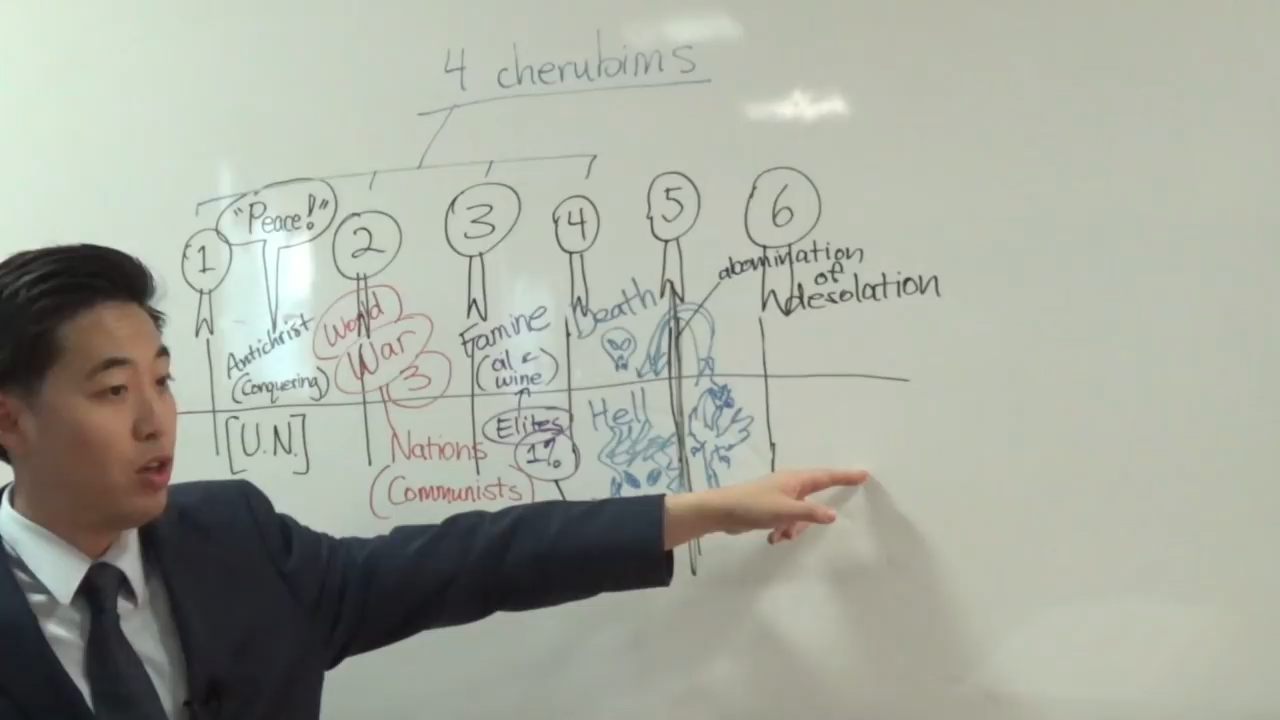 4 cherubims
1
"Peace!"
2
3
4
5
6
Antichrist
(Conquering)
[U.N.]
World
War
3
Nations
(Communists)
Famine
(oil &
wine)
Elites
1%
Death
Hell
abomination
of
desolation